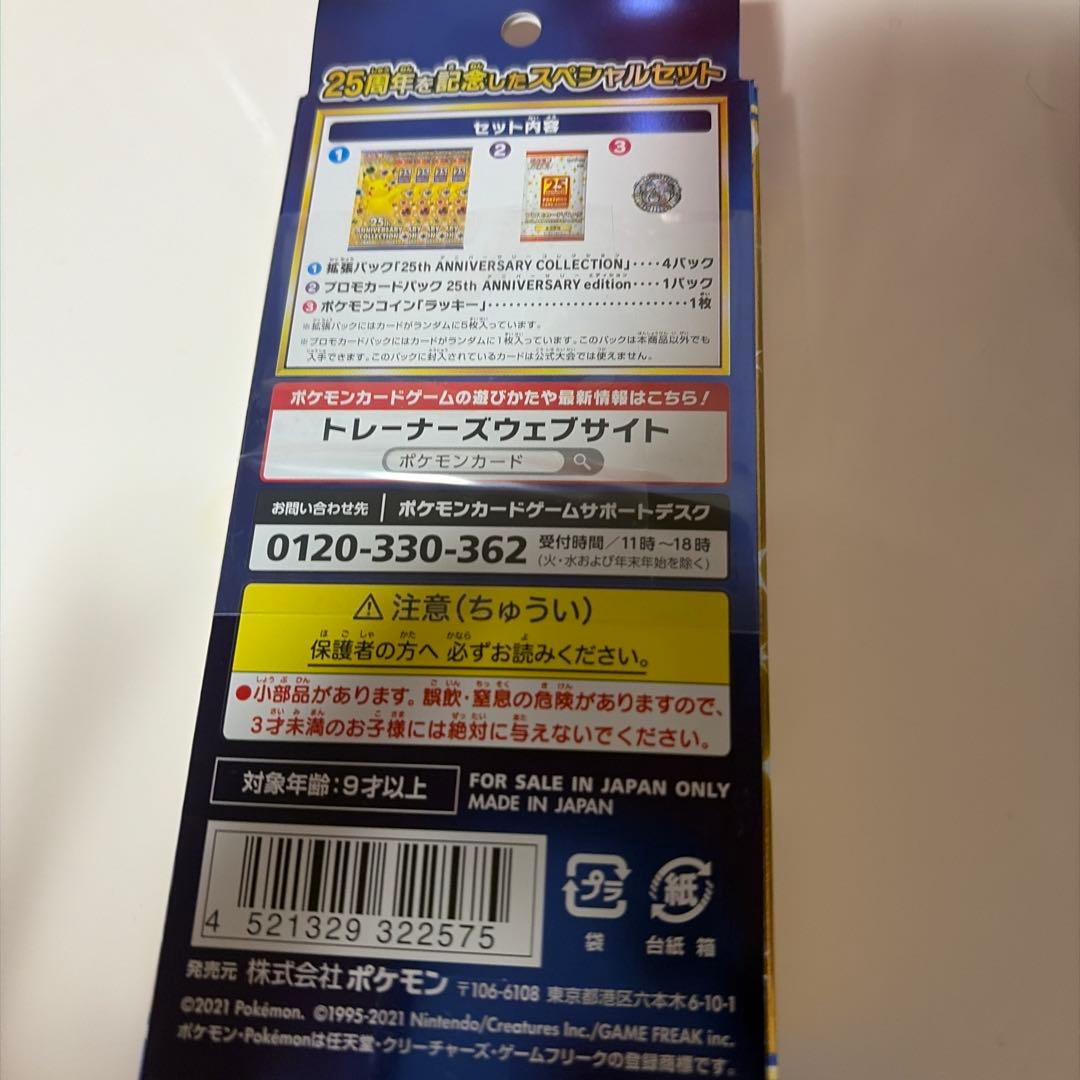 25周年を記念したスペシャルセット
セット内容
1 2 3
25th
ANNIVERSARY
COLLECTION
25
1 拡張パック「25th ANNIVERSARY COLLECTION」‥‥4パック
2 プロモカードパック 25th ANNIVERSARY edition‥‥1パック
3 ポケモンコイン「ラッキー」‥‥‥‥‥‥‥‥‥‥‥‥1枚
※拡張パックにはカードがランダムに5枚入っています。
※プロモカードパックにはカードがランダムに1枚入っています。このパックは本商品以外でも
入手できます。このパックに封入されているカードは公式大会では使えません。
ポケモンカードゲームの遊びかたや最新情報はこちら!
トレーナーズウェブサイト
ポケモンカード
お問い合わせ先 ポケモンカードゲームサポートデスク
0120-330-362 受付時間/11時~18時
(火・水および年末年始を除く)
⚠ 注意(ちゅうい)
保護者の方へ 必ずお読みください。
●小部品があります。誤飲・窒息の危険がありますので、
3才未満のお子様には絶対に与えないでください。
対象年齢:9才以上
FOR SALE IN JAPAN ONLY
MADE IN JAPAN
4 521329 322575
プラ
袋
紙
台紙 箱
発売元 株式会社ポケモン 〒106-6108 東京都港区六本木6-10-1
©2021 Pokémon. ©1995-2021 Nintendo/Creatures Inc./GAME FREAK inc.
ポケモン・Pokémonは任天堂・クリーチャーズ・ゲームフリークの登録商標です。